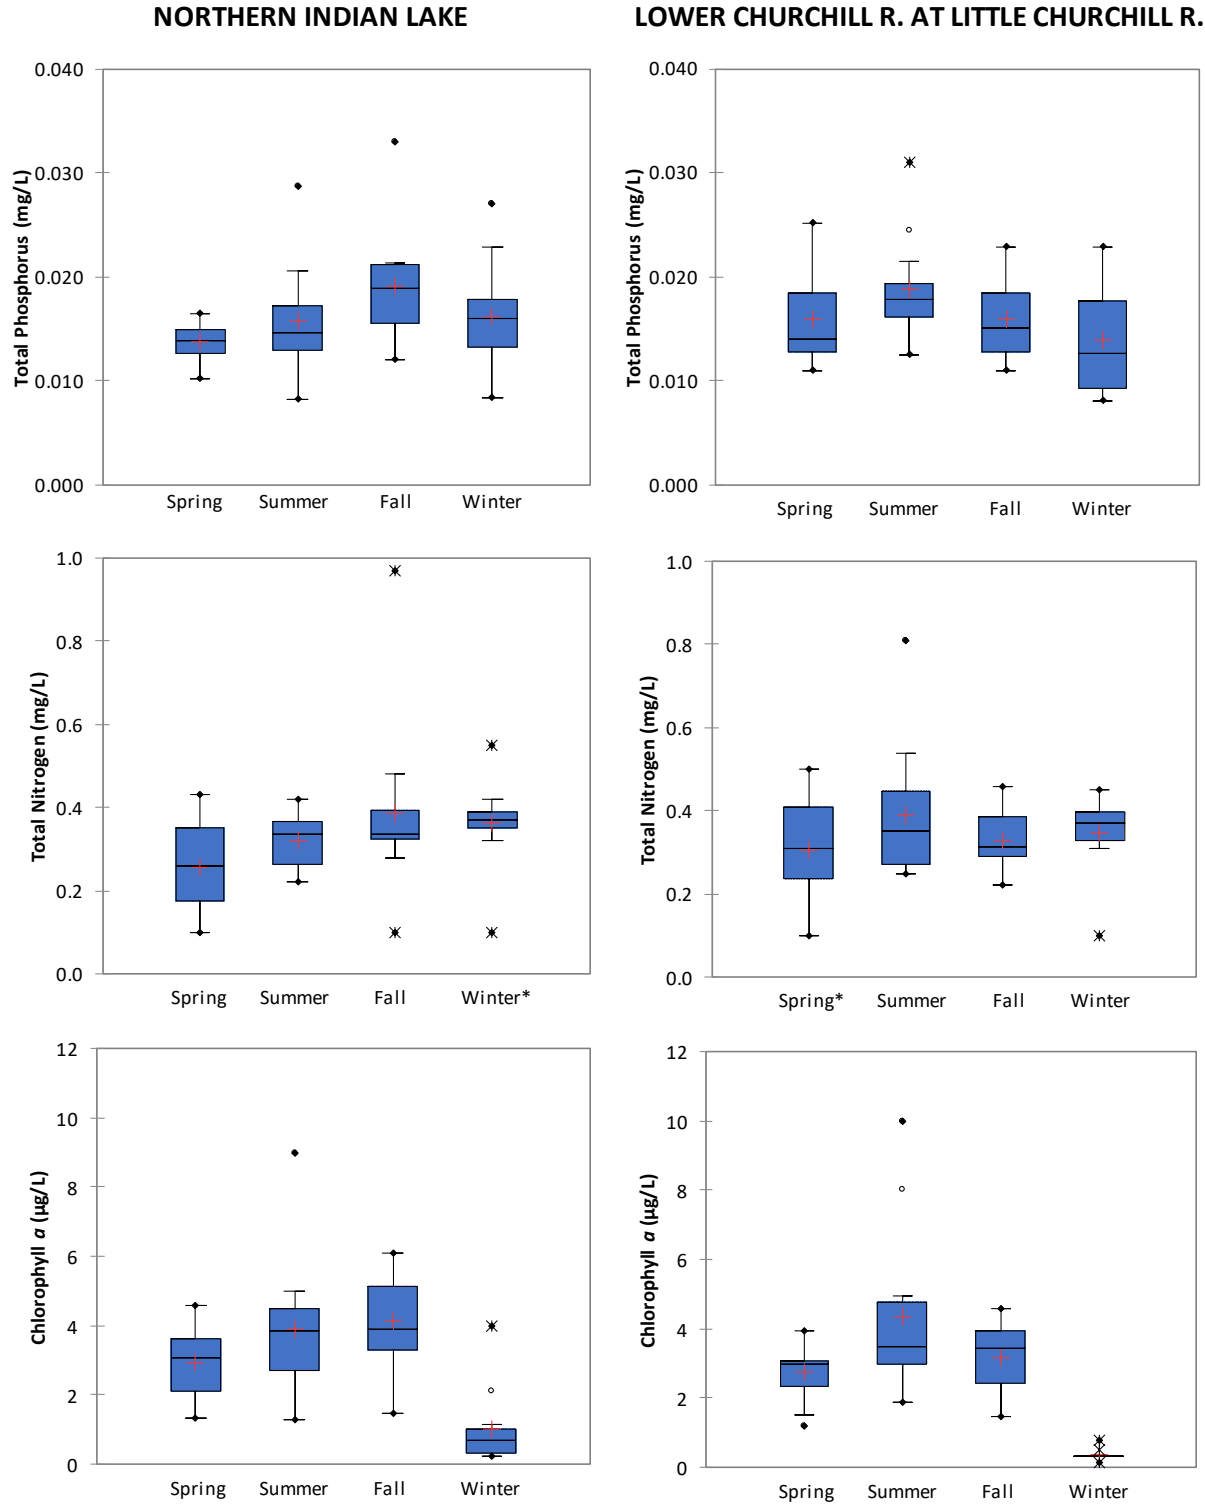 NORTHERN INDIAN LAKE
LOWER CHURCHILL R. AT LITTLE CHURCHILL R.
Total Phosphorus (mg/L)
0.040
0.030
0.020
0.010
0.000
Spring Summer Fall Winter
Total Phosphorus (mg/L)
0.040
0.030
0.020
0.010
0.000
Spring Summer Fall Winter
Total Nitrogen (mg/L)
1.0
0.8
0.6
0.4
0.2
0.0
Spring Summer Fall Winter*
Total Nitrogen (mg/L)
1.0
0.8
0.6
0.4
0.2
0.0
Spring* Summer Fall Winter
Chlorophyll a (µg/L)
12
10
8
6
4
2
0
Spring Summer Fall Winter
Chlorophyll a (µg/L)
12
10
8
6
4
2
0
Spring Summer Fall Winter